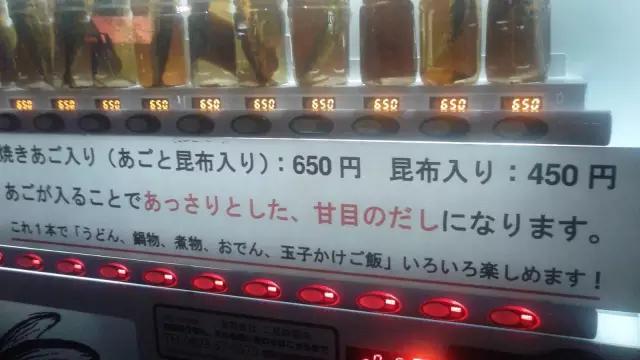 650 650 650 650 650 650 650 650 650 650
焼きあご入り（あごと昆布入り）：650円　昆布入り：450円
あごが入ることであっさりとした、甘目のだしになります。
これ1本で「うどん、鍋物、煮物、おでん、玉子かけご飯」いろいろ楽しめます！